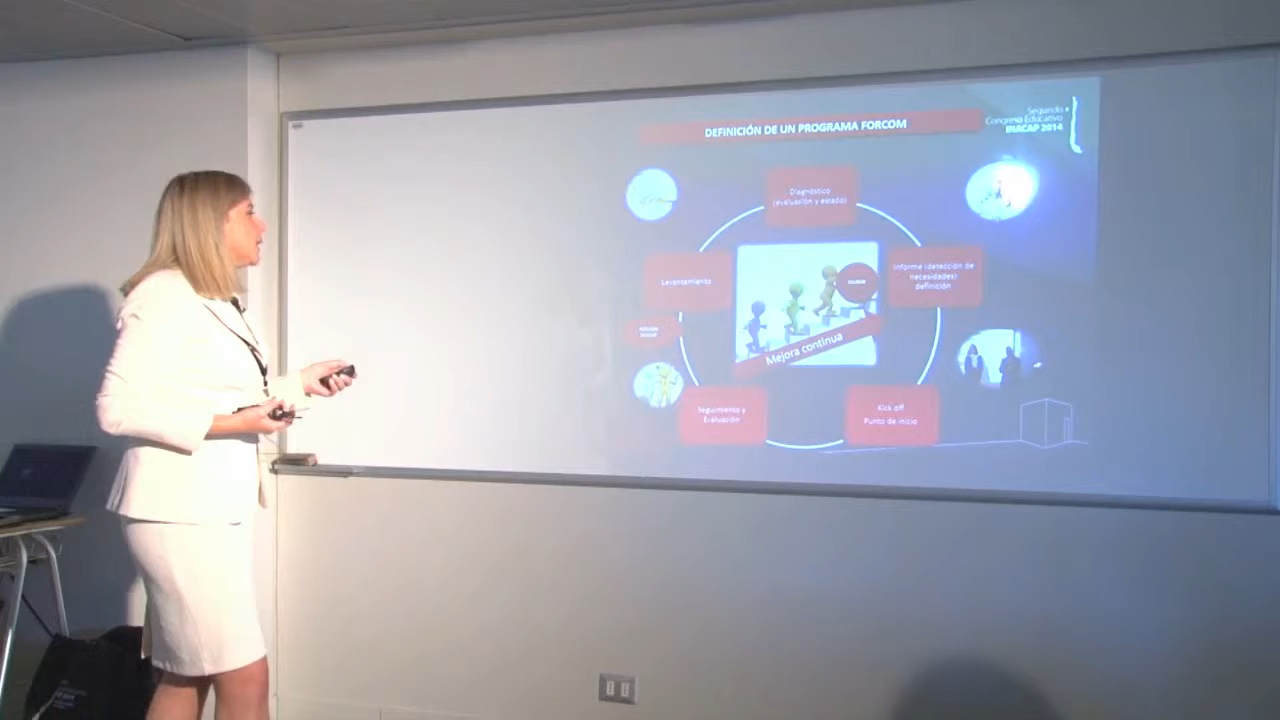 DEFINICIÓN DE UN PROGRAMA FORCOM
Segundo
Congreso Educativo
INACAP 2014
Diagnóstico
(evaluación y estado)
Levantamiento
Informe (detección de
necesidades)
definición
Mejora continua
Seguimiento y
Evaluación
Kick off
Punto de inicio